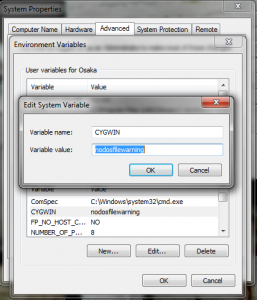 System Properties
Computer Name Hardware Advanced System Protection Remote
Environment Variables
User variables for Osaka
Variable Value
Edit System Variable
Variable name: CYGWIN
Variable value: nodosfilewarning
OK Cancel
Variable Value
ComSpec C:\Windows\system32\cmd.exe
CYGWIN nodosfilewarning
FP_NO_HOST_C... NO
NUMBER_OF_P... 8
New... Edit... Delete
OK Cancel